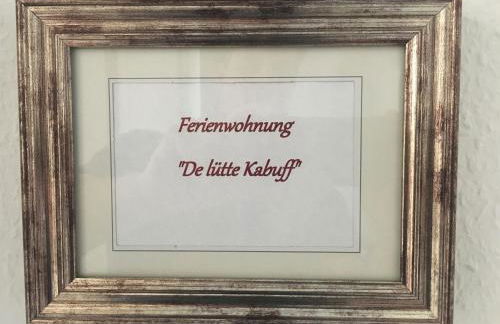 Ferienwohnung
"De lütte Kabuff"